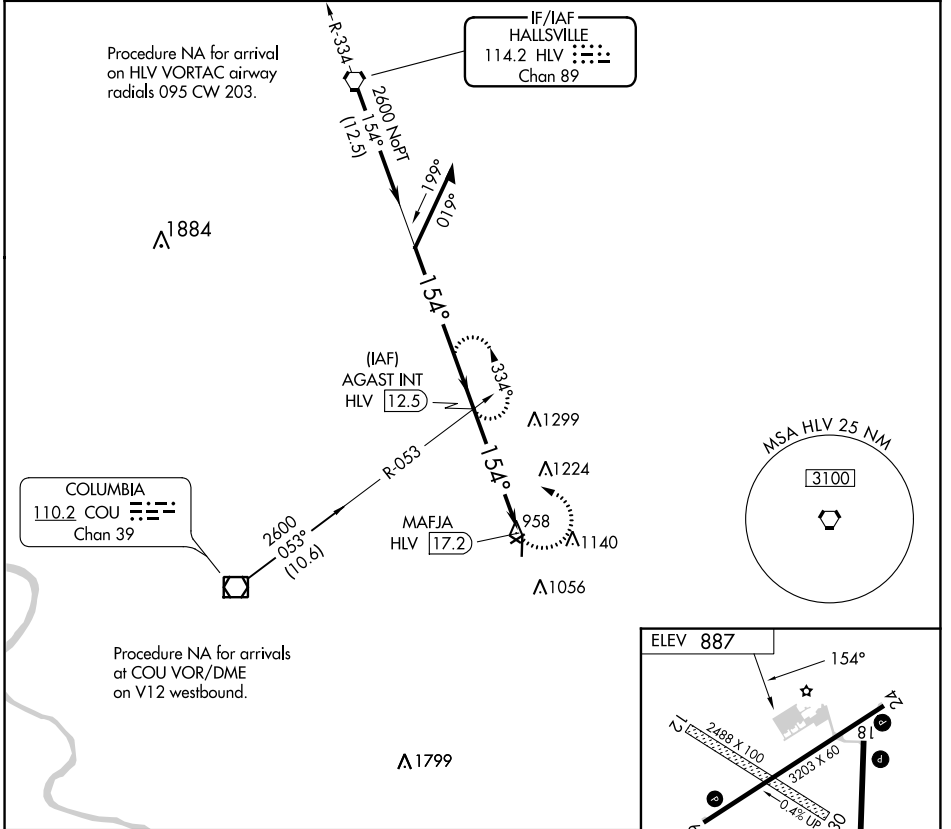 Procedure NA for arrival
on HLV VORTAC airway
radials 095 CW 203.
R-334
IF/IAF
HALLSVILLE
114.2 HLV
Chan 89
2600 NoPT
154°
(12.5)
199°
019°
1884
154°
(IAF)
AGAST INT
HLV 12.5
334°
1299
R-053
154°
1224
MSA HLV 25 NM
3100
COLUMBIA
110.2 COU
Chan 39
2600
053°
(10.6)
MAFJA
HLV 17.2
958
1140
1056
Procedure NA for arrivals
at COU VOR/DME
on V12 westbound.
1799
ELEV 887
154°
24
12
2488 X 100
18
P
P
3203 X 60
P
0.4% UP
30